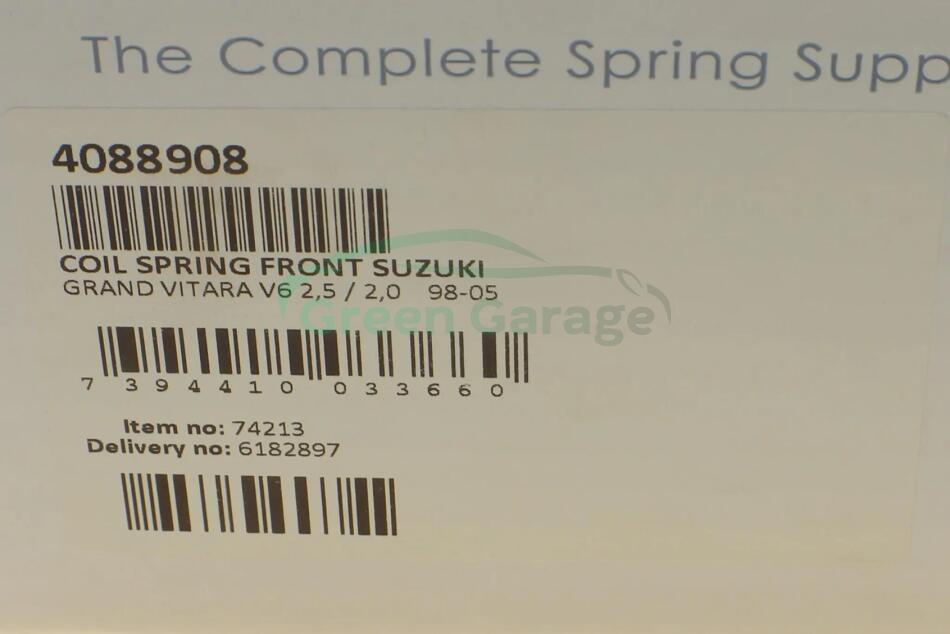 The Complete Spring Supp
4088908
COIL SPRING FRONT SUZUKI
GRAND VITARA V6 2,5 / 2,0 98-05
Green Garage
7 394410 033660
Item no: 74213
Delivery no: 6182897